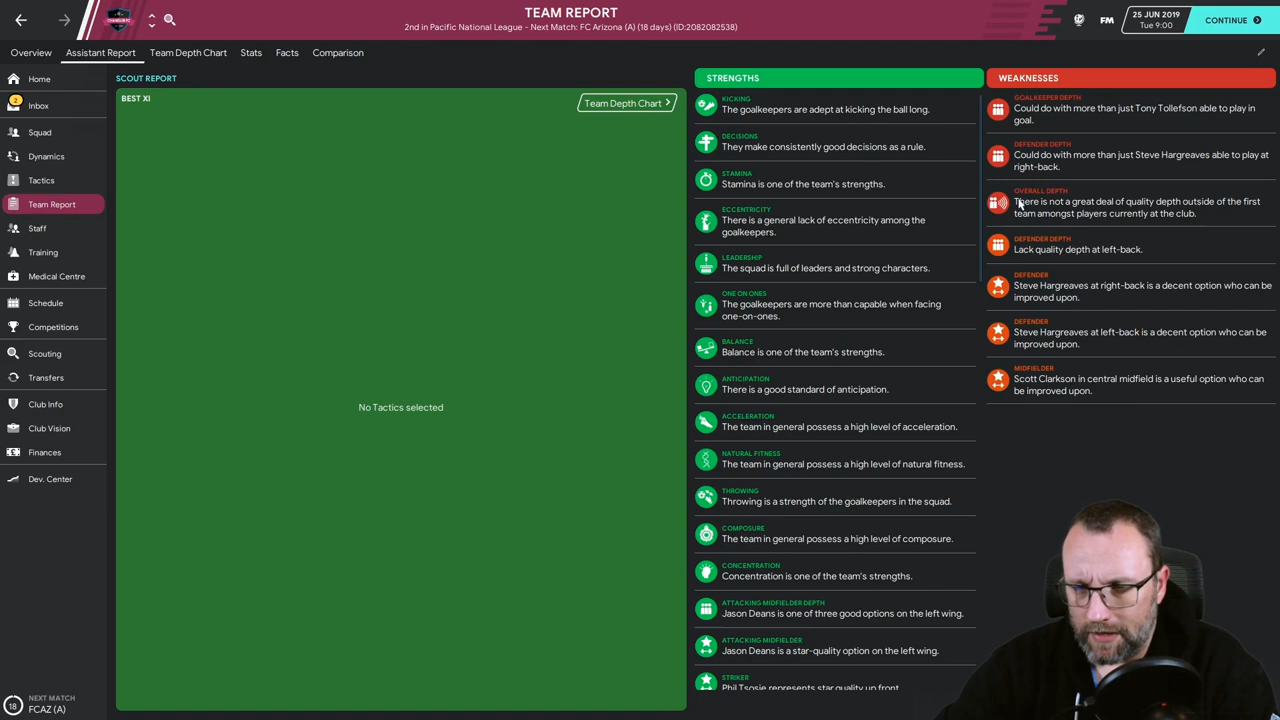 TEAM REPORT
2nd in Pacific National League - Next Match: FC Arizona (A) (18 days) (ID:2082082538)
FM
25 JUN 2019
Tue 9:00
CONTINUE
Overview
Assistant Report
Team Depth Chart
Stats
Facts
Comparison
Home
2
Inbox
Squad
Dynamics
Tactics
Team Report
Staff
Training
Medical Centre
Schedule
Competitions
Scouting
Transfers
Club Info
Club Vision
Finances
Dev. Center
18
NEXT MATCH
FCAZ (A)
SCOUT REPORT
BEST XI
Team Depth Chart
No Tactics selected
STRENGTHS
KICKING
The goalkeepers are adept at kicking the ball long.
DECISIONS
They make consistently good decisions as a rule.
STAMINA
Stamina is one of the team's strengths.
ECCENTRICITY
There is a general lack of eccentricity among the
goalkeepers.
LEADERSHIP
The squad is full of leaders and strong characters.
ONE ON ONES
The goalkeepers are more than capable when facing
one-on-ones.
BALANCE
Balance is one of the team's strengths.
ANTICIPATION
There is a good standard of anticipation.
ACCELERATION
The team in general possess a high level of acceleration.
NATURAL FITNESS
The team in general possess a high level of natural fitness.
THROWING
Throwing is a strength of the goalkeepers in the squad.
COMPOSURE
The team in general possess a high level of composure.
CONCENTRATION
Concentration is one of the team's strengths.
ATTACKING MIDFIELDER DEPTH
Jason Deans is one of three good options on the left wing.
ATTACKING MIDFIELDER
Jason Deans is a star-quality option on the left wing.
STRIKER
Phil Tsosie represents star quality up front.
WEAKNESSES
GOALKEEPER DEPTH
Could do with more than just Tony Tollefson able to play in
goal.
DEFENDER DEPTH
Could do with more than just Steve Hargreaves able to play at
right-back.
OVERALL DEPTH
There is not a great deal of quality depth outside of the first
team amongst players currently at the club.
DEFENDER DEPTH
Lack quality depth at left-back.
DEFENDER
Steve Hargreaves at right-back is a decent option who can be
improved upon.
DEFENDER
Steve Hargreaves at left-back is a decent option who can be
improved upon.
MIDFIELDER
Scott Clarkson in central midfield is a useful option who can
be improved upon.